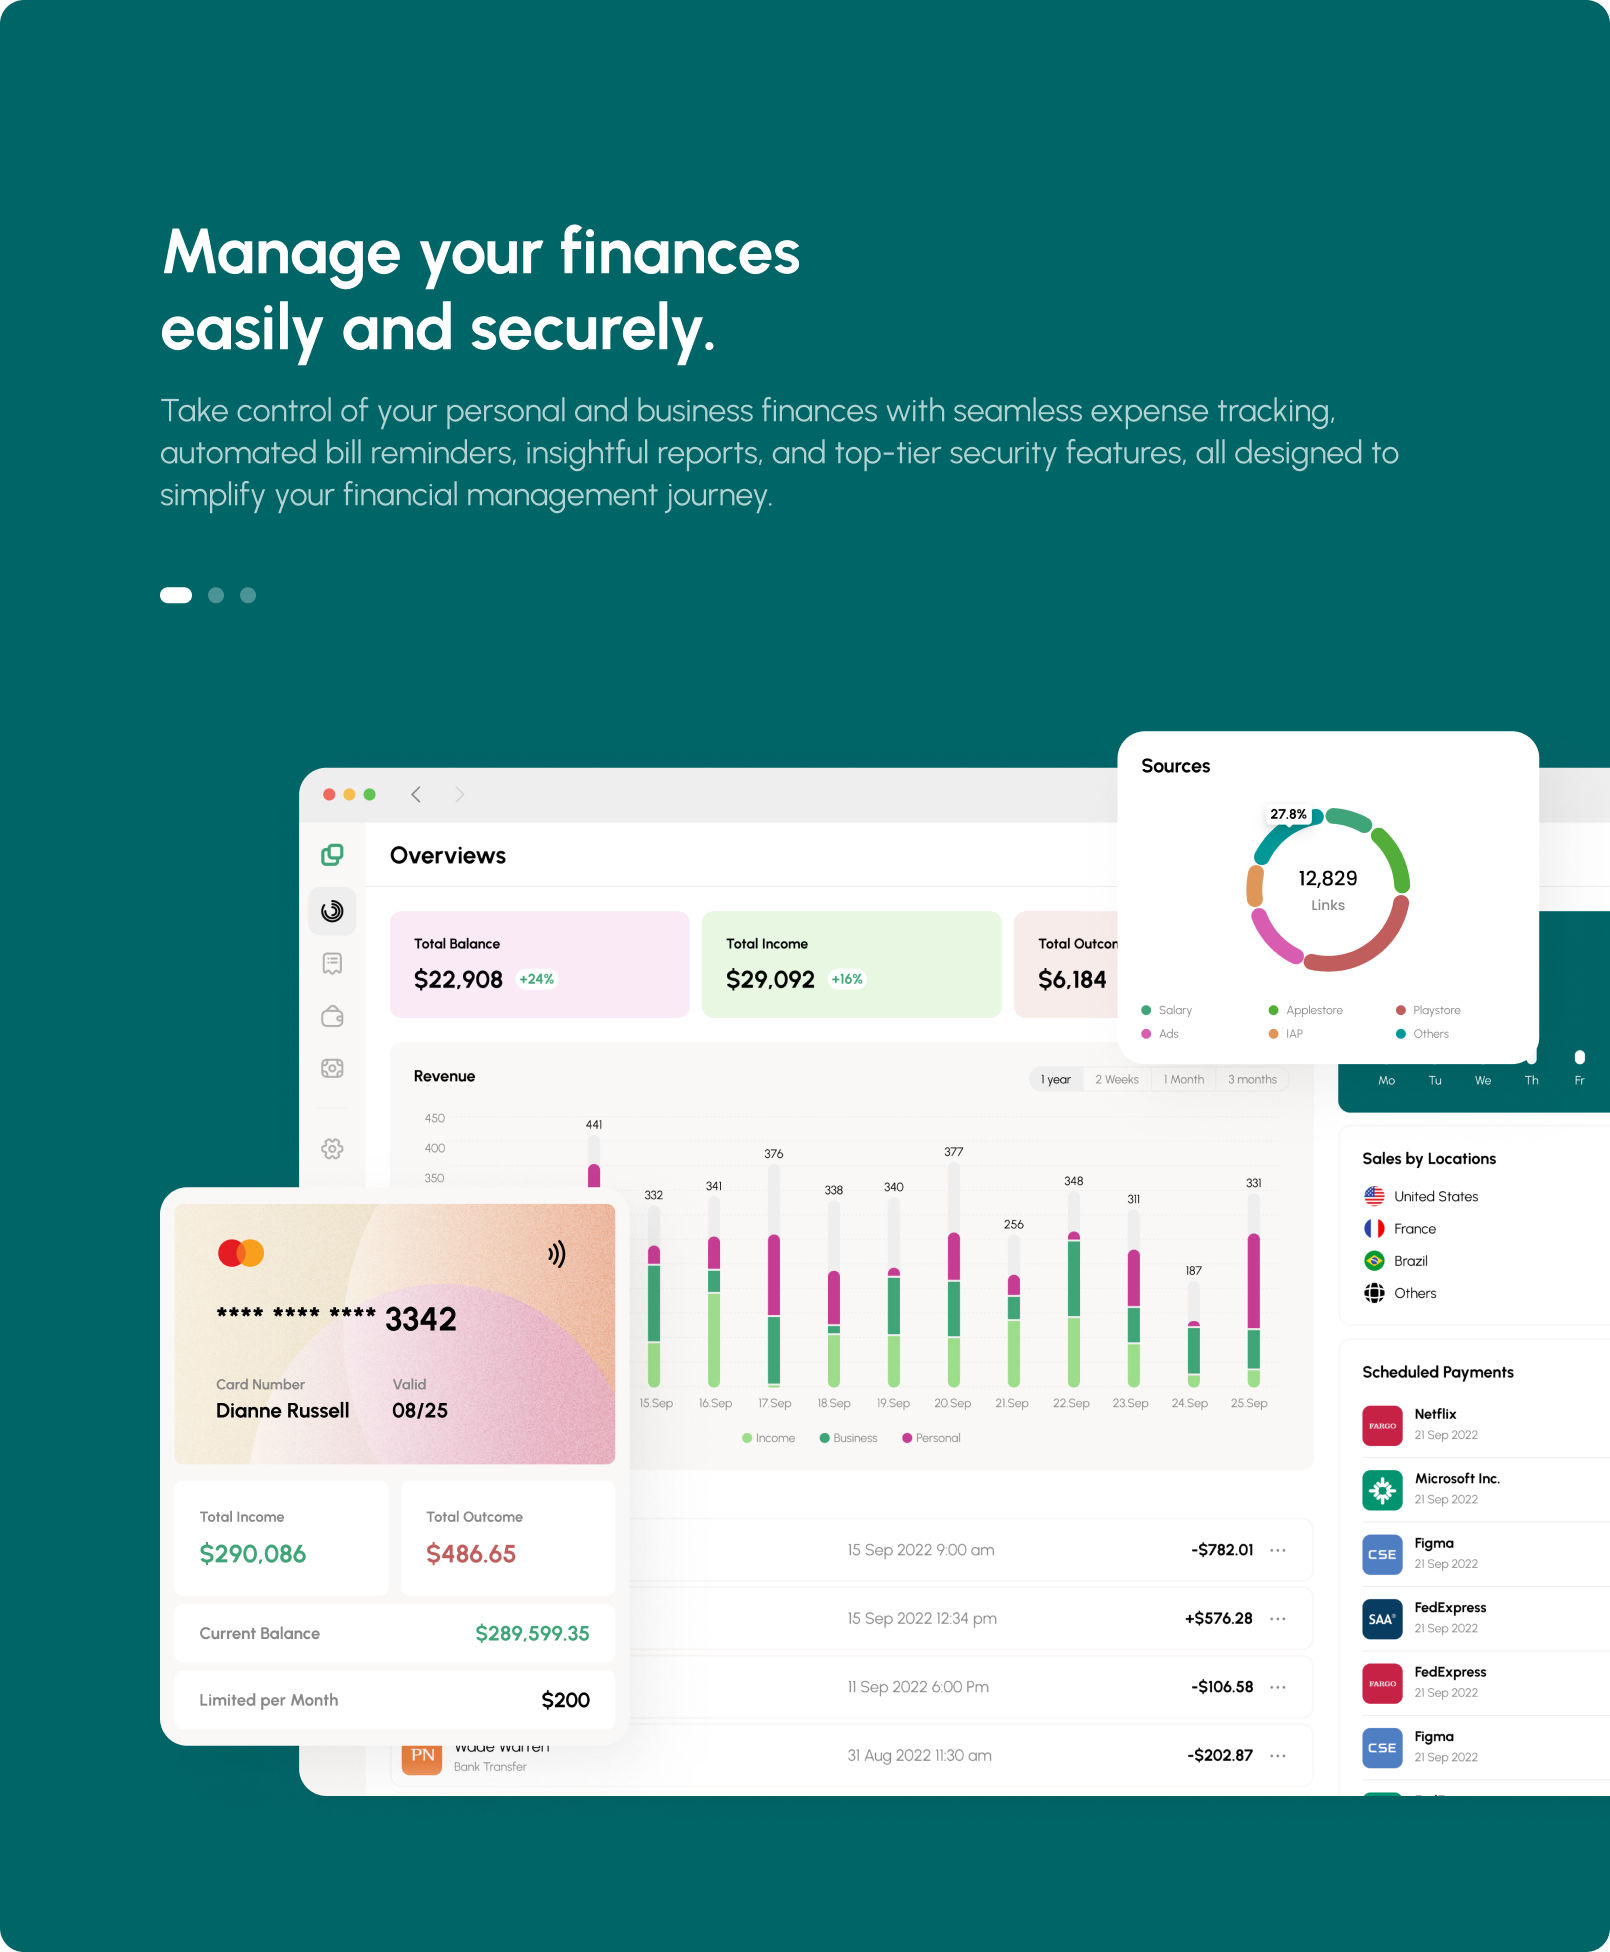 Manage your finances
easily and securely.
Take control of your personal and business finances with seamless expense tracking,
automated bill reminders, insightful reports, and top-tier security features, all designed to
simplify your financial management journey.
Sources
27.8%
12,829
Links
Salary
Applestore
Playstore
Ads
IAP
Others
Overviews
Total Balance
$22,908 +24%
Total Income
$29,092 +16%
Total Outcon
$6,184
Revenue
1 year 2 Weeks 1 Month 3 months
450
400
350
441
332
341
376
338
340
377
256
348
311
187
331
15.Sep 16.Sep 17.Sep 18.Sep 19.Sep 20.Sep 21.Sep 22.Sep 23.Sep 24.Sep 25.Sep
Income Business Personal
Mo Tu We Th Fr
Sales by Locations
United States
France
Brazil
Others
Scheduled Payments
FARGO
Netflix
21 Sep 2022
Microsoft Inc.
21 Sep 2022
CSE
Figma
21 Sep 2022
SAA
FedExpress
21 Sep 2022
FARGO
FedExpress
21 Sep 2022
CSE
Figma
21 Sep 2022
**** **** **** 3342
Card Number Valid
Dianne Russell 08/25
Total Income
$290,086
Total Outcome
$486.65
Current Balance $289,599.35
Limited per Month $200
15 Sep 2022 9:00 am -$782.01 ...
15 Sep 2022 12:34 pm +$576.28 ...
11 Sep 2022 6:00 Pm -$106.58 ...
PN
Wade Warren
Bank Transfer
31 Aug 2022 11:30 am -$202.87 ...